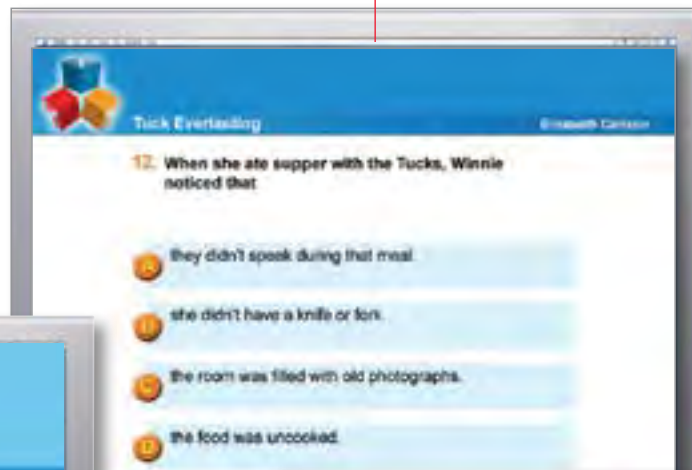 Tuck Everlasting
Elizabeth Carlson
12. When she ate supper with the Tucks, Winnie
noticed that
they didn't speak during that meal.
she didn't have a knife or fork.
the room was filled with old photographs.
the food was uncooked.